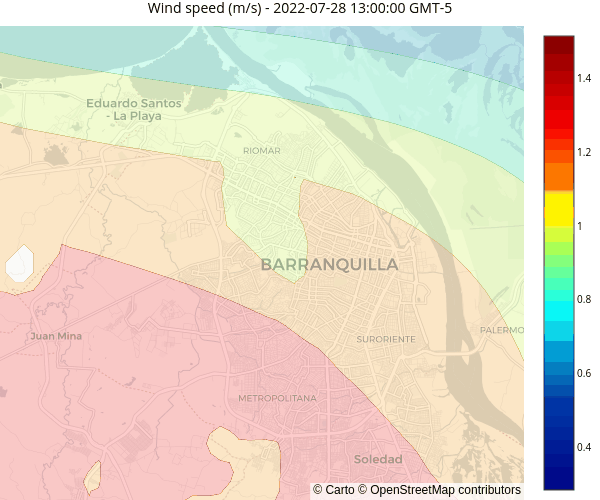 Wind speed (m/s) - 2022-07-28 13:00:00 GMT-5
1.4
Eduardo Santos
- La Playa
RIOMAR
1.2
1
BARRANQUILLA
0.8
PALERMO
Juan Mina
SURORIENTE
0.6
METROPOLITANA
0.4
Soledad
© Carto © OpenStreetMap contributors